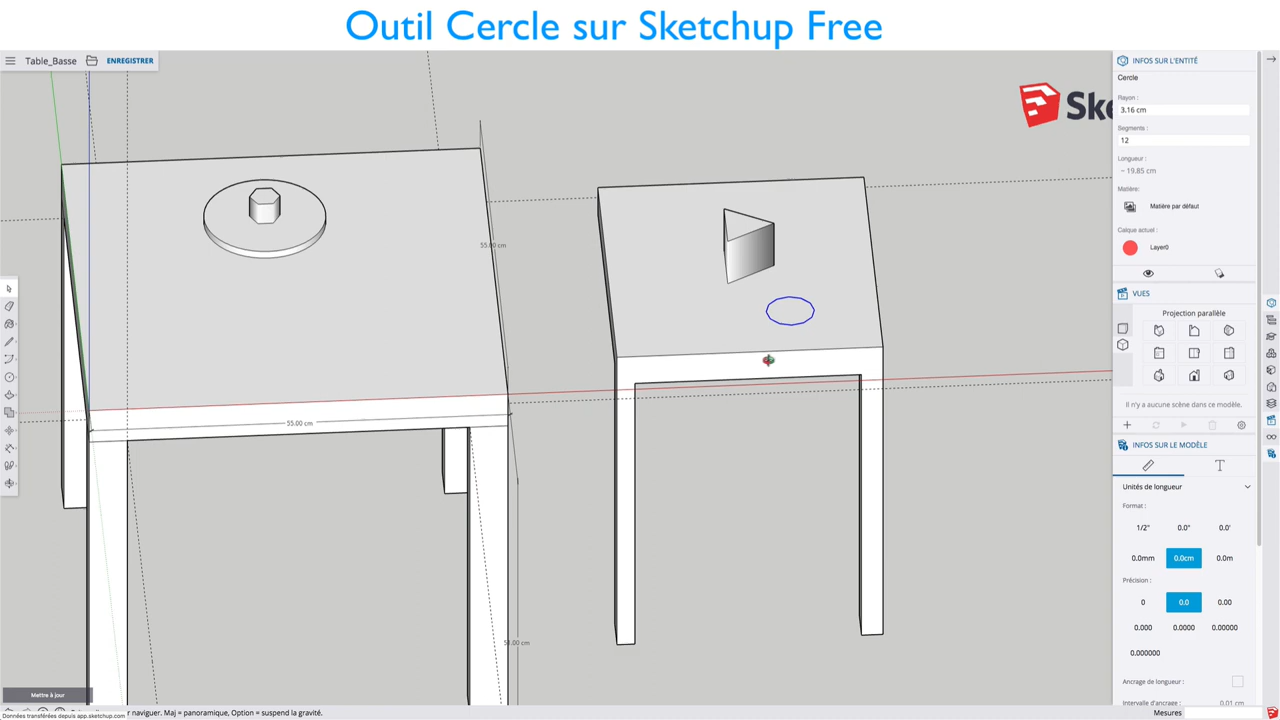 Outil Cercle sur Sketchup Free
Table_Basse
ENREGISTRER
INFOS SUR L'ENTITÉ
Cercle
Rayon :
3.16 cm
Segments :
12
Longueur :
~ 19.85 cm
Matière:
Matière par défaut
Calque actuel :
Layer0
VUES
Projection parallèle
Il n'y a aucune scène dans ce modèle.
INFOS SUR LE MODÈLE
Unités de longueur
Format :
1/2" 0.0" 0.0'
0.0mm 0.0cm 0.0m
Précision :
0 0.0 0.00
0.000 0.0000 0.00000
0.000000
Ancrage de longueur :
Intervalle d'ancrage : 0.01 cm
Mesures
Ske
55.00 cm
55.00 cm
Mettre à jour
Données transférées depuis app.sketchup.com
r naviguer. Maj = panoramique, Option = suspend la gravité.